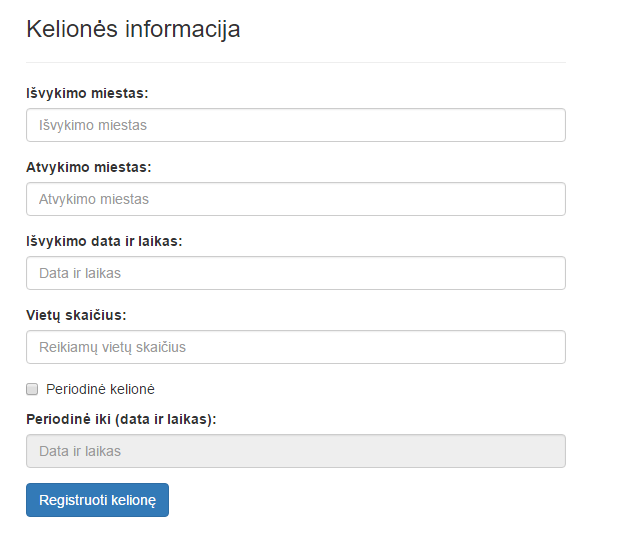 Kelionės informacija
Išvykimo miestas:
Išvykimo miestas
Atvykimo miestas:
Atvykimo miestas
Išvykimo data ir laikas:
Data ir laikas
Vietų skaičius:
Reikiamų vietų skaičius
Periodinė kelionė
Periodinė iki (data ir laikas):
Data ir laikas
Registruoti kelionę